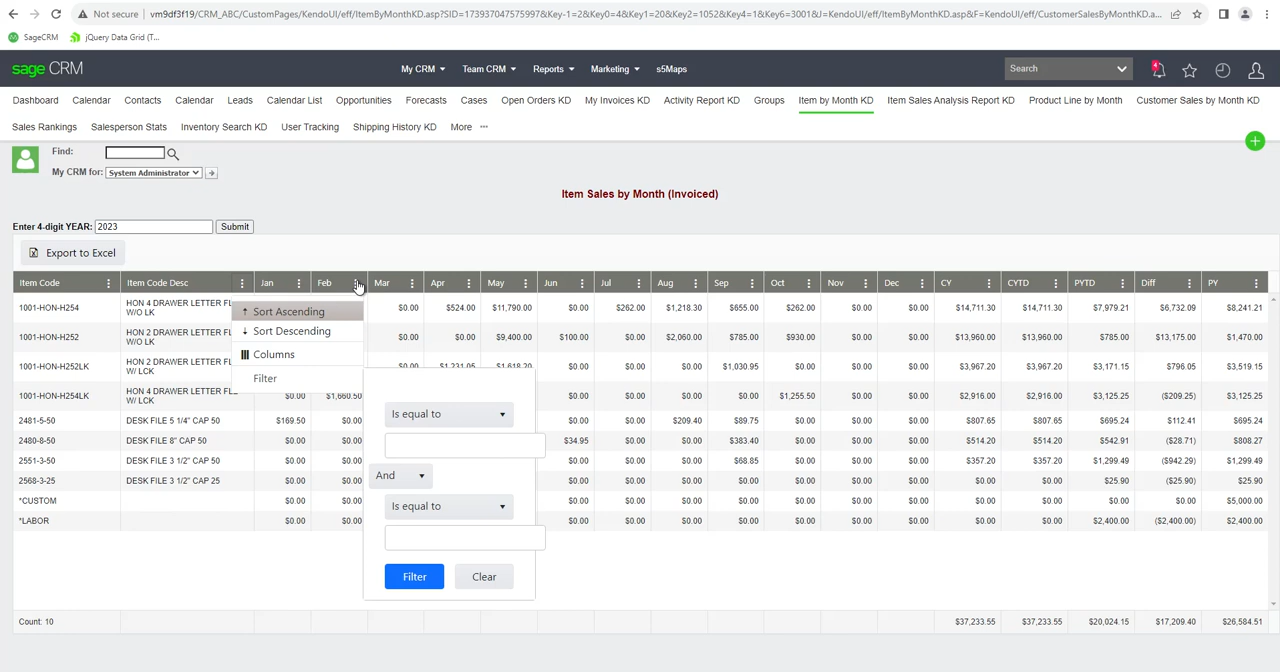 Not secure vm9df3f19/CRM_ABC/CustomPages/KendoUI/eff/ItemByMonthKD.asp?SID=173937047575997&Key-1=2&Key0=4&Key1=20&Key2=1052&Key4=1&Key6=3001&J=KendoUI/eff/ItemByMonthKD.asp&F=KendoUI/eff/CustomerSalesByMonthKD.a...
SageCRM jQuery Data Grid (T...
sage CRM My CRM Team CRM Reports Marketing s5Maps Search 4
Dashboard Calendar Contacts Calendar Leads Calendar List Opportunities Forecasts Cases Open Orders KD My Invoices KD Activity Report KD Groups Item by Month KD Item Sales Analysis Report KD Product Line by Month Customer Sales by Month KD
Sales Rankings Salesperson Stats Inventory Search KD User Tracking Shipping History KD More ...
Find:
My CRM for: System Administrator
Item Sales by Month (Invoiced)
Enter 4-digit YEAR: 2023 Submit
Export to Excel
Item Code Item Code Desc Jan Feb Mar Apr May Jun Jul Aug Sep Oct Nov Dec CY CYTD PYTD Diff PY
1001-HON-H254 HON 4 DRAWER LETTER FL W/O LK $0.00 $524.00 $11,790.00 $0.00 $262.00 $1,218.30 $655.00 $262.00 $0.00 $0.00 $14,711.30 $14,711.30 $7,979.21 $6,732.09 $8,241.21
1001-HON-H252 HON 2 DRAWER LETTER FL W/O LK $0.00 $0.00 $9,400.00 $100.00 $0.00 $2,060.00 $785.00 $930.00 $0.00 $0.00 $13,960.00 $13,960.00 $785.00 $13,175.00 $1,470.00
1001-HON-H252LK HON 2 DRAWER LETTER FL W/ LCK $0.00 $1,231.05 $1,618.20 $0.00 $0.00 $1,030.95 $0.00 $0.00 $0.00 $3,967.20 $3,967.20 $3,171.15 $796.05 $3,519.15
1001-HON-H254LK HON 4 DRAWER LETTER FL W/ LCK $0.00 $1,660.50 $0.00 $0.00 $0.00 $1,255.50 $0.00 $0.00 $2,916.00 $2,916.00 $3,125.25 ($209.25) $3,125.25
2481-5-50 DESK FILE 5 1/4" CAP 50 $169.50 $0.00 $0.00 $0.00 $209.40 $89.75 $0.00 $0.00 $0.00 $807.65 $807.65 $695.24 $112.41 $695.24
2480-8-50 DESK FILE 8" CAP 50 $0.00 $0.00 $34.95 $0.00 $0.00 $383.40 $0.00 $0.00 $0.00 $514.20 $514.20 $542.91 ($28.71) $808.27
2551-3-50 DESK FILE 3 1/2" CAP 50 $0.00 $0.00 $0.00 $0.00 $0.00 $68.85 $0.00 $0.00 $0.00 $357.20 $357.20 $1,299.49 ($942.29) $1,299.49
2568-3-25 DESK FILE 3 1/2" CAP 25 $0.00 $0.00 $0.00 $0.00 $0.00 $0.00 $0.00 $0.00 $0.00 $0.00 $0.00 $25.90 ($25.90) $25.90
*CUSTOM $0.00 $0.00 $0.00 $0.00 $0.00 $0.00 $0.00 $0.00 $0.00 $0.00 $0.00 $0.00 $0.00 $5,000.00
*LABOR $0.00 $0.00 $0.00 $0.00 $0.00 $0.00 $0.00 $0.00 $0.00 $0.00 $0.00 $2,400.00 ($2,400.00) $2,400.00
Sort Ascending
Sort Descending
Columns
Filter
Is equal to
And
Is equal to
Filter Clear
Count: 10 $37,233.55 $37,233.55 $20,024.15 $17,209.40 $26,584.51